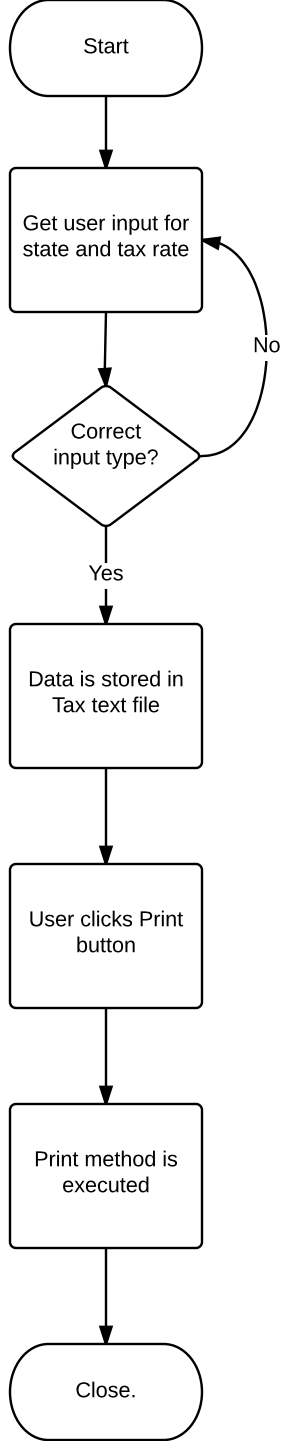 Start
Get user input for
state and tax rate
No
Correct
input type?
Yes
Data is stored in
Tax text file
User clicks Print
button
Print method is
executed
Close.